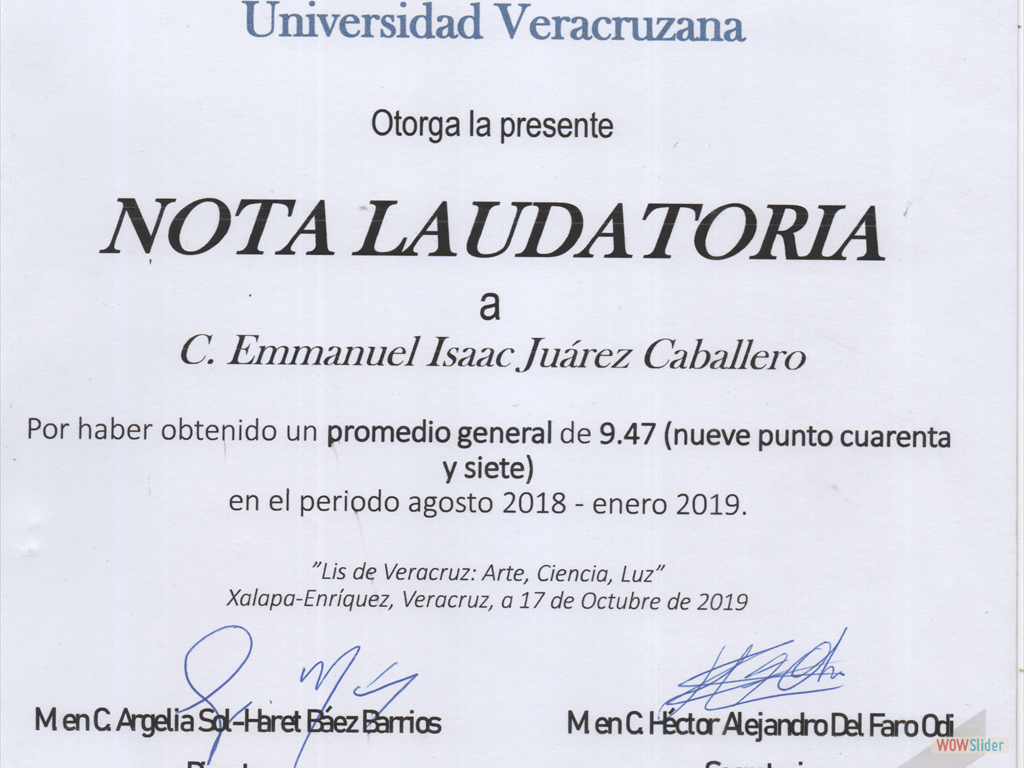 Universidad Veracruzana
Otorga la presente
NOTA LAUDATORIA
a
C. Emmanuel Isaac Juárez Caballero
Por haber obtenido un promedio general de 9.47 (nueve punto cuarenta
y siete)
en el periodo agosto 2018 - enero 2019.
"Lis de Veracruz: Arte, Ciencia, Luz"
Xalapa-Enríquez, Veracruz, a 17 de Octubre de 2019
M en C. Argelia Sol-Haret Báez Barrios
M en C. Héctor Alejandro Del Faro Odi
WOWSlider